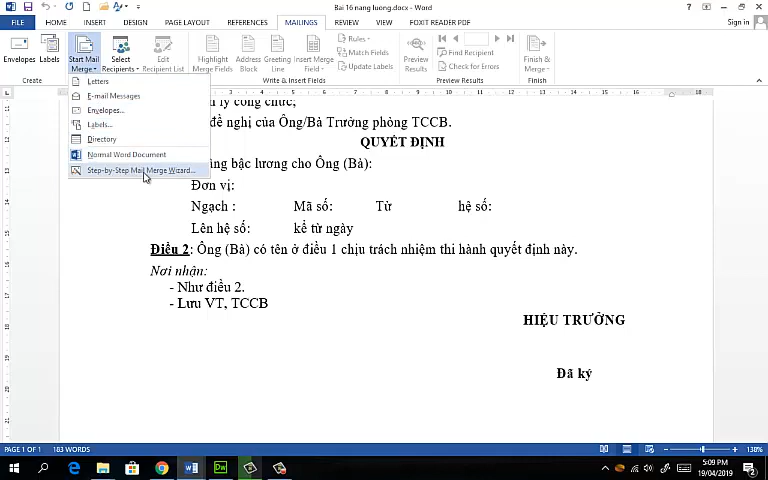 Bai 16 nang luong.docx - Word
FILE HOME INSERT DESIGN PAGE LAYOUT REFERENCES MAILINGS REVIEW VIEW FOXIT READER PDF Sign in
Envelopes Labels Start Mail Merge Select Recipients Edit Recipient List Highlight Merge Fields Address Block Greeting Line Insert Merge Field Rules Match Fields Update Labels Preview Results Find Recipient Check for Errors Finish & Merge
Create Write & Insert Fields Preview Results Finish
Letters
E-mail Messages
Envelopes...
Labels...
Directory
Normal Word Document
Step-by-Step Mail Merge Wizard...
lý công chức,
đề nghị của Ông/Bà Trưởng phòng TCCB.
QUYẾT ĐỊNH
bậc lương cho Ông (Bà):
Đơn vị:
Ngạch : Mã số: Từ hệ số:
Lên hệ số: kể từ ngày
Điều 2: Ông (Bà) có tên ở điều 1 chịu trách nhiệm thi hành quyết định này.
Nơi nhận:
- Như điều 2.
- Lưu VT, TCCB
HIỆU TRƯỞNG
Đã ký
PAGE 1 OF 1 183 WORDS 138%
5:09 PM
19/04/2019